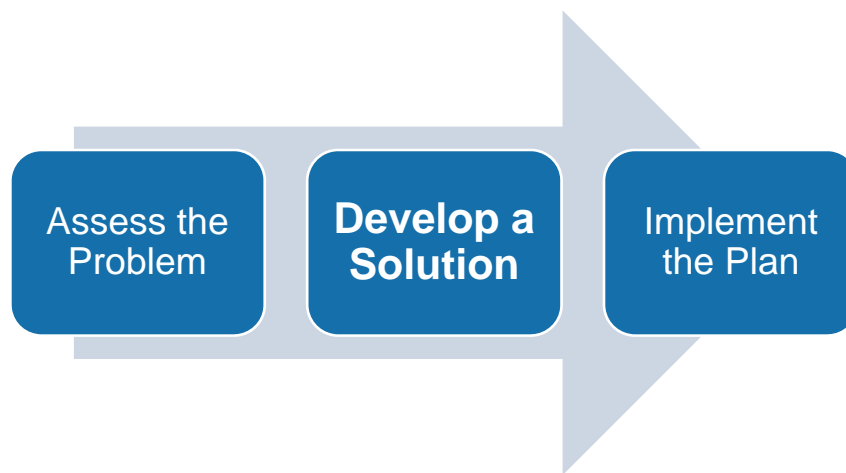 Assess the
Problem
Develop a
Solution
Implement
the Plan